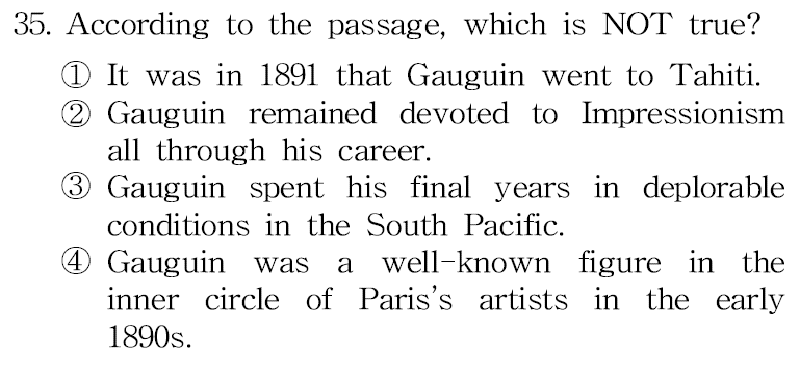 35. According to the passage, which is NOT true?
① It was in 1891 that Gauguin went to Tahiti.
② Gauguin remained devoted to Impressionism
all through his career.
③ Gauguin spent his final years in deplorable
conditions in the South Pacific.
④ Gauguin was a well-known figure in the
inner circle of Paris's artists in the early
1890s.